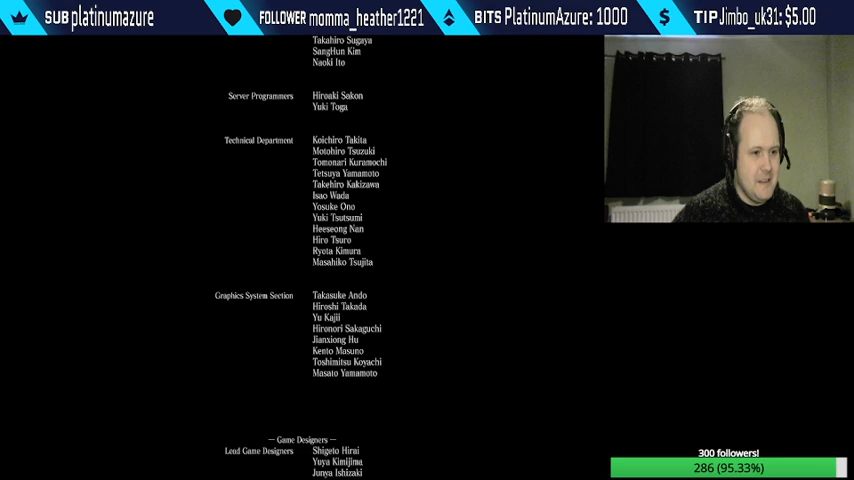 SUB platinumazure
FOLLOWER momma_heather1221
BITS PlatinumAzure: 1000
TIP Jimbo_uk31: $5.00
Takahiro Sugaya
SangHun Kim
Naoki Ito
Server Programmers
Hiroaki Sakon
Yuki Toga
Technical Department
Koichiro Takita
Motohiro Tsuzuki
Tomonari Kuramochi
Tetsuya Yamamoto
Takehiro Kakizawa
Isao Wada
Yosuke Ono
Yuki Tsutsumi
Heeseong Nan
Hiro Tsuro
Ryota Kimura
Masahiko Tsujita
Graphics System Section
Takasuke Ando
Hiroshi Takada
Yu Kajii
Hironori Sakaguchi
Jianxiong Hu
Kento Masuno
Toshimitsu Koyachi
Masato Yamamoto
— Game Designers —
Lead Game Designers
Shigeto Hirai
Yuya Kimijima
Junya Ishizaki
300 followers!
286 (95.33%)